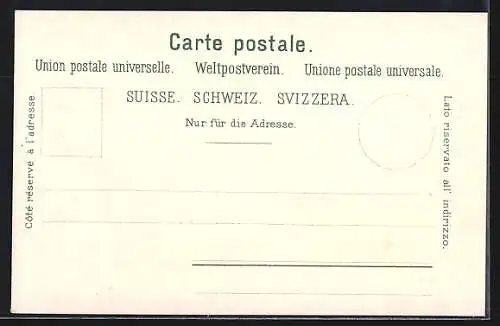 Carte postale.
Union postale universelle. Weltpostverein. Unione postale universale.
SUISSE. SCHWEIZ. SVIZZERA.
Nur für die Adresse.
Côté réservé à l'adresse.
Lato riservato all' indirizzo.